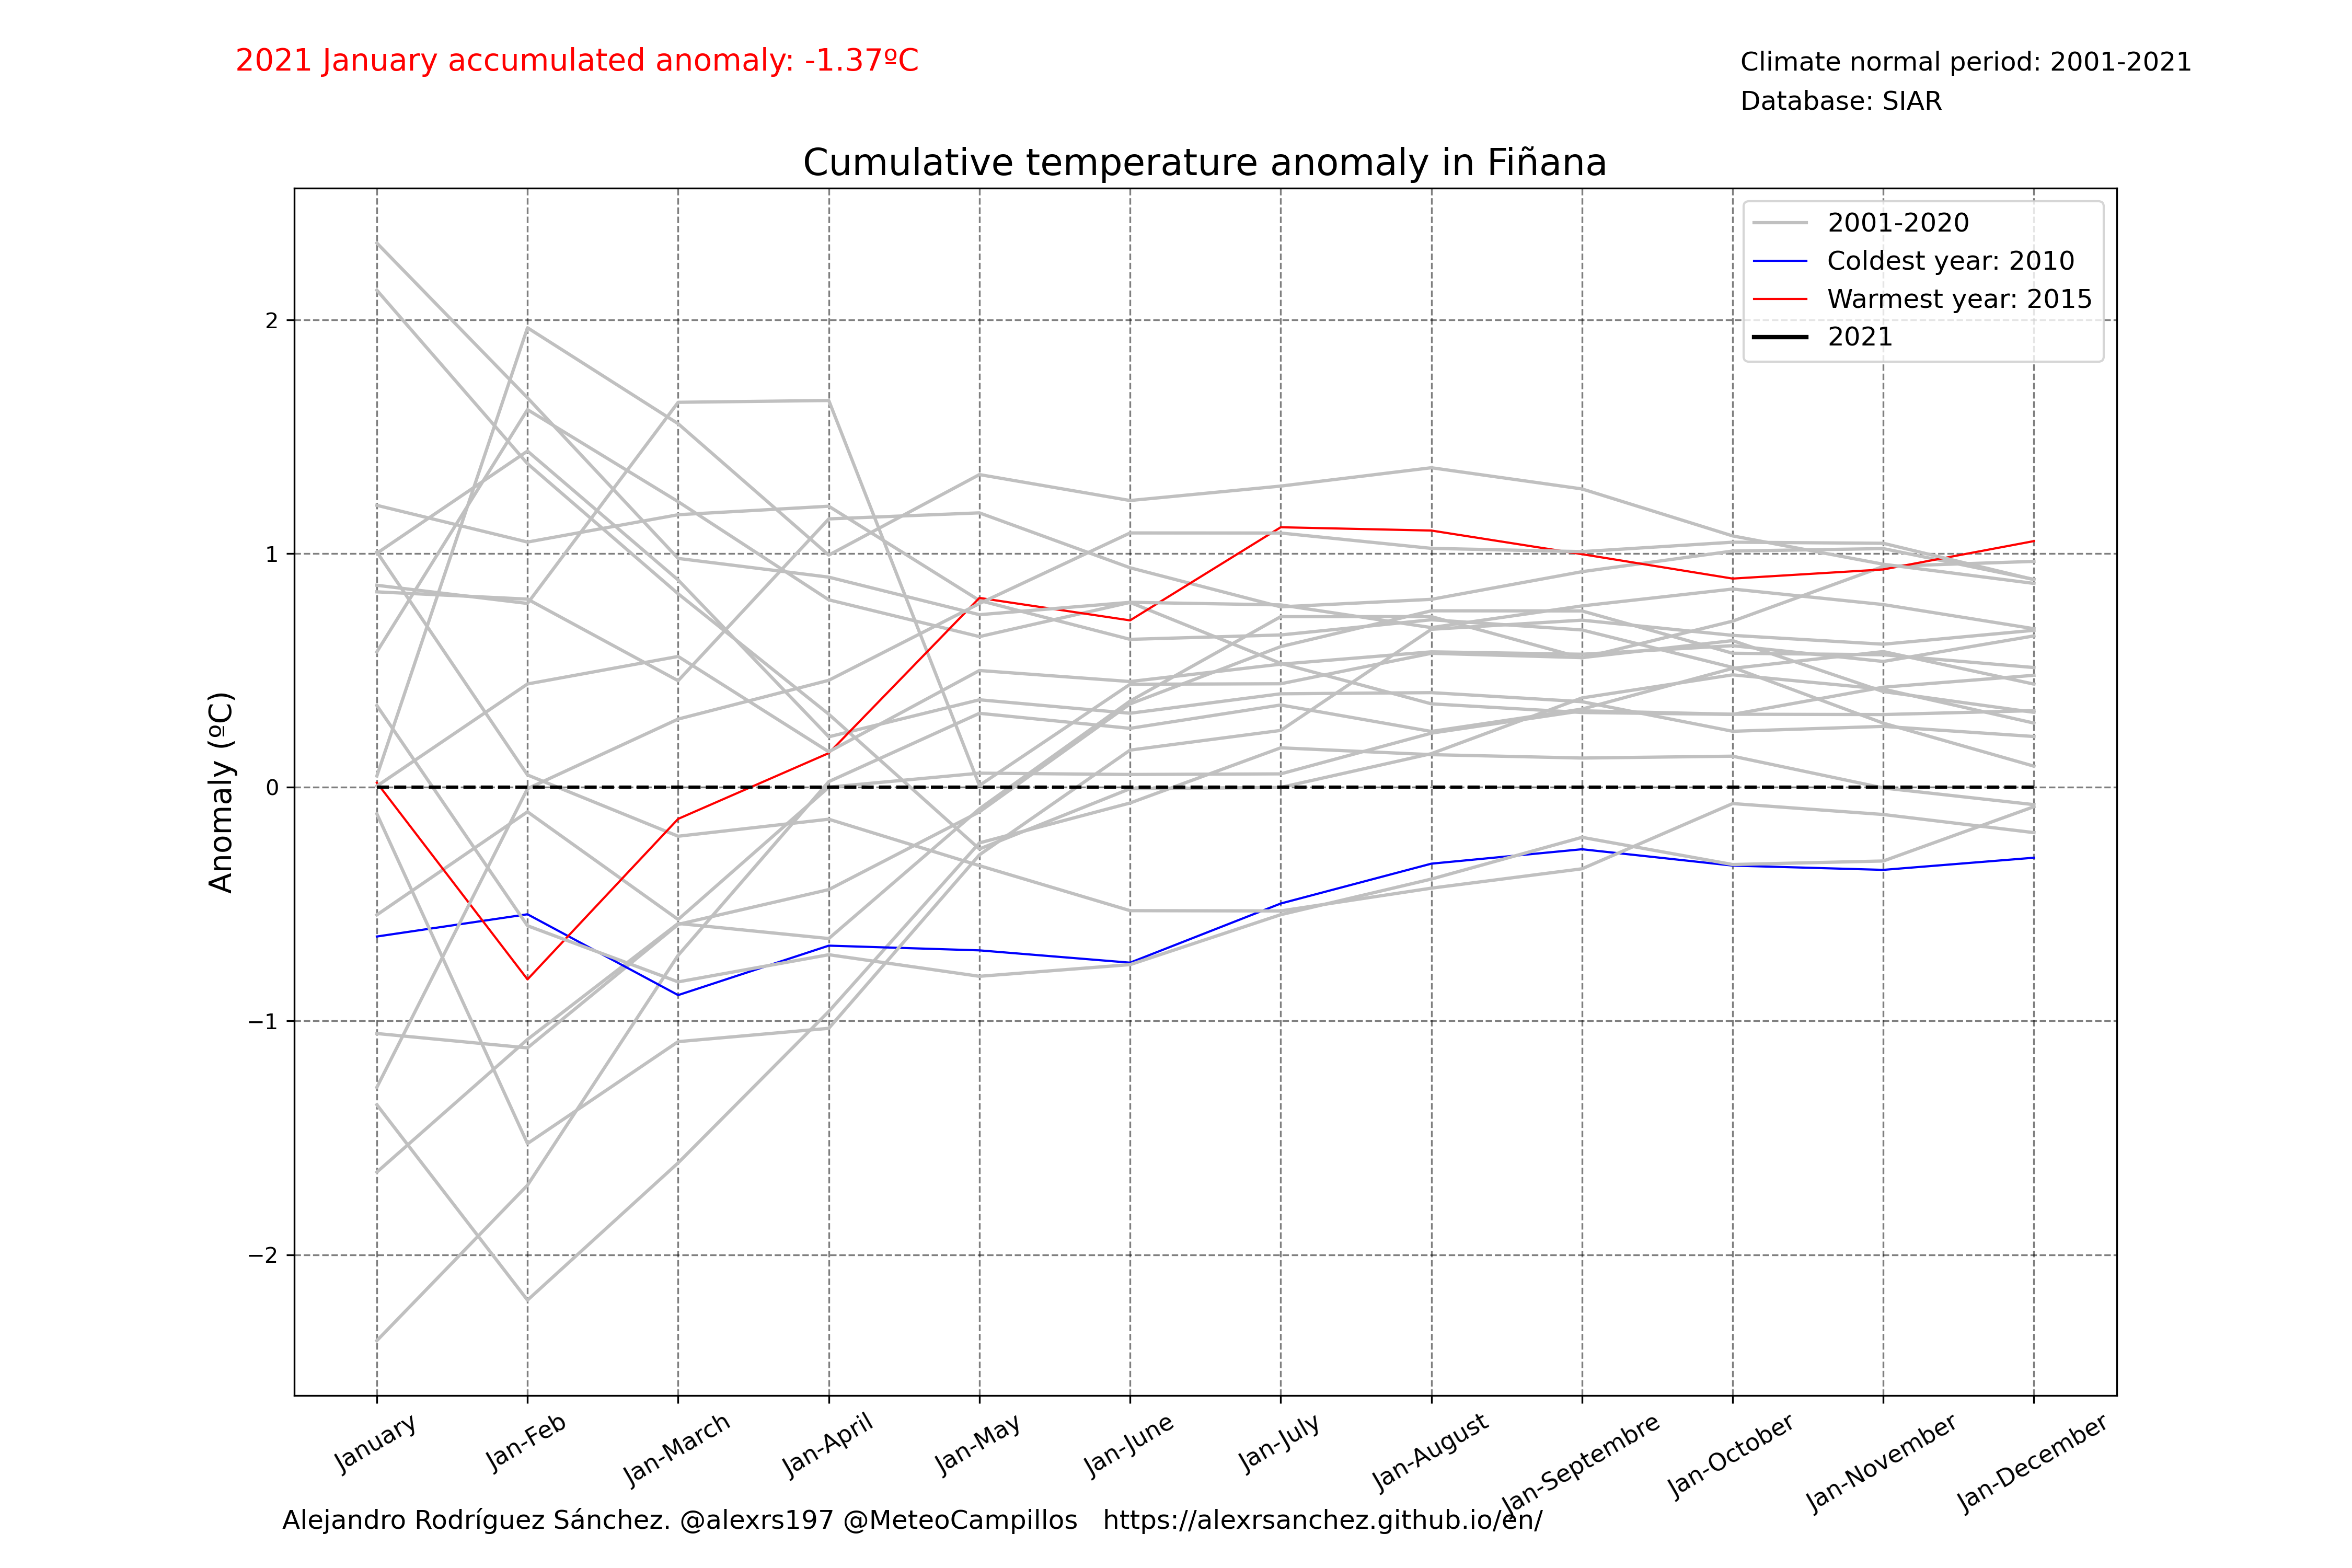 2021 January accumulated anomaly: -1.37ºC
Climate normal period: 2001-2021
Database: SIAR
Cumulative temperature anomaly in Fiñana
2001-2020
Coldest year: 2010
Warmest year: 2015
2021
Anomaly (ºC)
2
1
0
−1
−2
January
Jan-Feb
Jan-March
Jan-April
Jan-May
Jan-June
Jan-July
Jan-August
Jan-Septembre
Jan-October
Jan-November
Jan-December
Alejandro Rodríguez Sánchez. @alexrs197 @MeteoCampillos https://alexrsanchez.github.io/en/